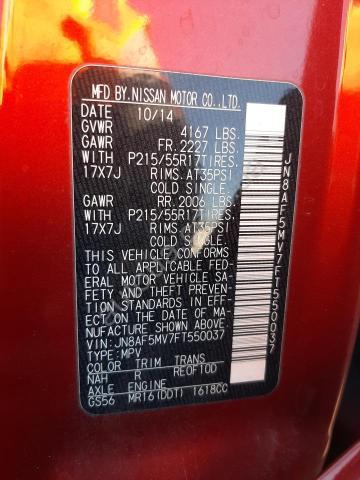 MFD BY.NISSAN MOTOR CO.,LTD.
DATE 10/14
GVWR 4167 LBS.
GAWR FR. 2227 LBS.
WITH P215/55R17TIRES.
17X7J RIMS.AT35PSI
COLD SINGLE.
GAWR RR. 2006 LBS.
WITH P215/55R17TIRES.
17X7J RIMS.AT35PSI
COLD SINGLE.
THIS VEHICLE CONFORMS
TO ALL APPLICABLE FED-
ERAL MOTOR VEHICLE SA-
FETY AND THEFT PREVEN-
TION STANDARDS IN EFF-
ECT ON THE DATE OF MA-
NUFACTURE SHOWN ABOVE.
VIN:JN8AF5MV7FT550037
TYPE:MPV
COLOR TRIM TRANS
NAH R RE0F10D
AXLE ENGINE
GS56 MR16(DDT) 1618CC
JN8AF5MV7FT550037